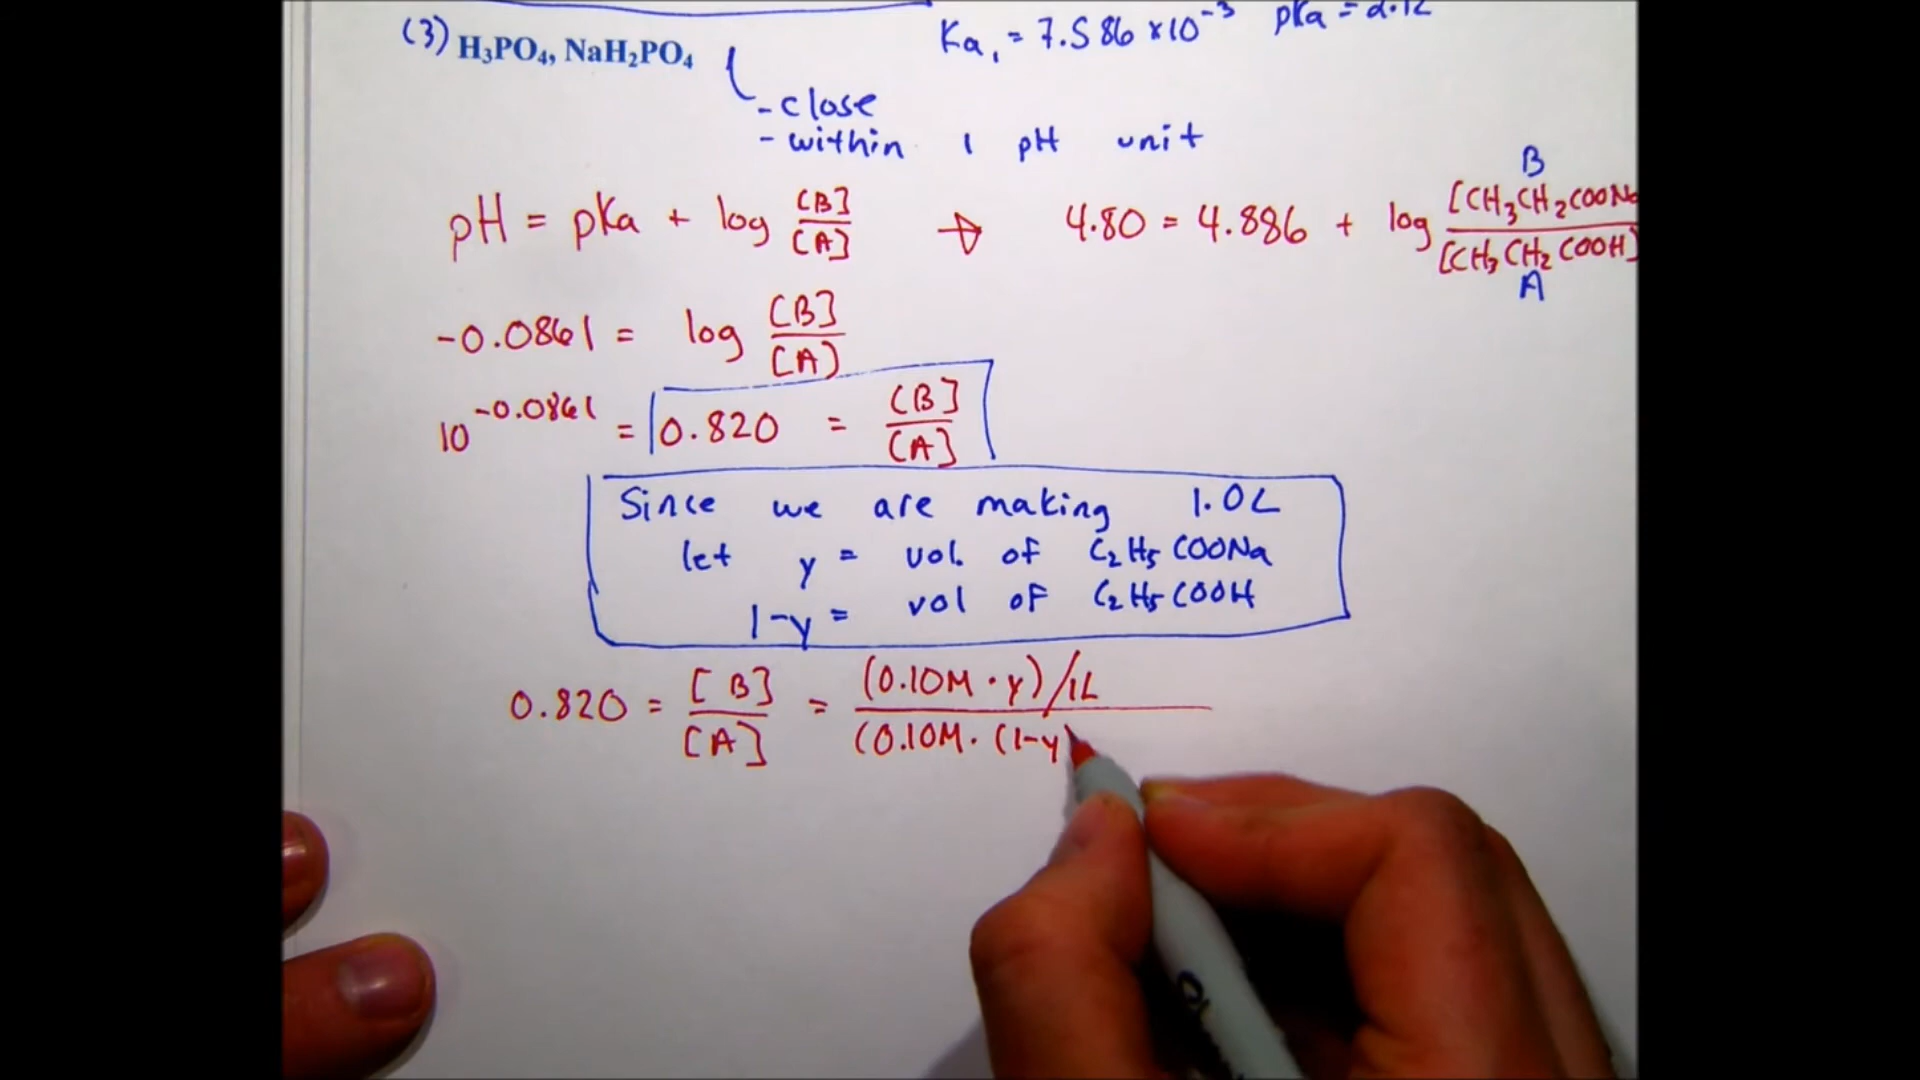 (3) H₃PO₄, NaH₂PO₄
Ka₁ = 7.586 × 10⁻³ pKa = 2.12
- close
- within 1 pH unit
pH = pKa + log [B]/[A] → 4.80 = 4.886 + log [CH₃CH₂COONa/[CH₃CH₂COOH]
B
A
-0.0861 = log [B]/[A]
10^-0.0861 = 0.820 = [B]/[A]
Since we are making 1.0L
let y = vol. of C₂H₅COONa
1-y = vol of C₂H₅COOH
0.820 = [B]/[A] = (0.10M · y)/1L / (0.10M · (1-y)